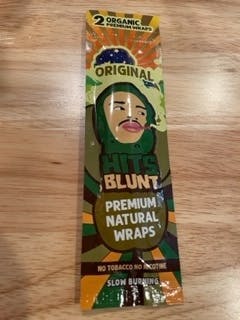 2 ORGANIC
PREMIUM WRAPS
ORIGINAL
HITS
BLUNT
PREMIUM
NATURAL
WRAPS
NO TOBACCO NO NICOTINE
SLOW BURNING